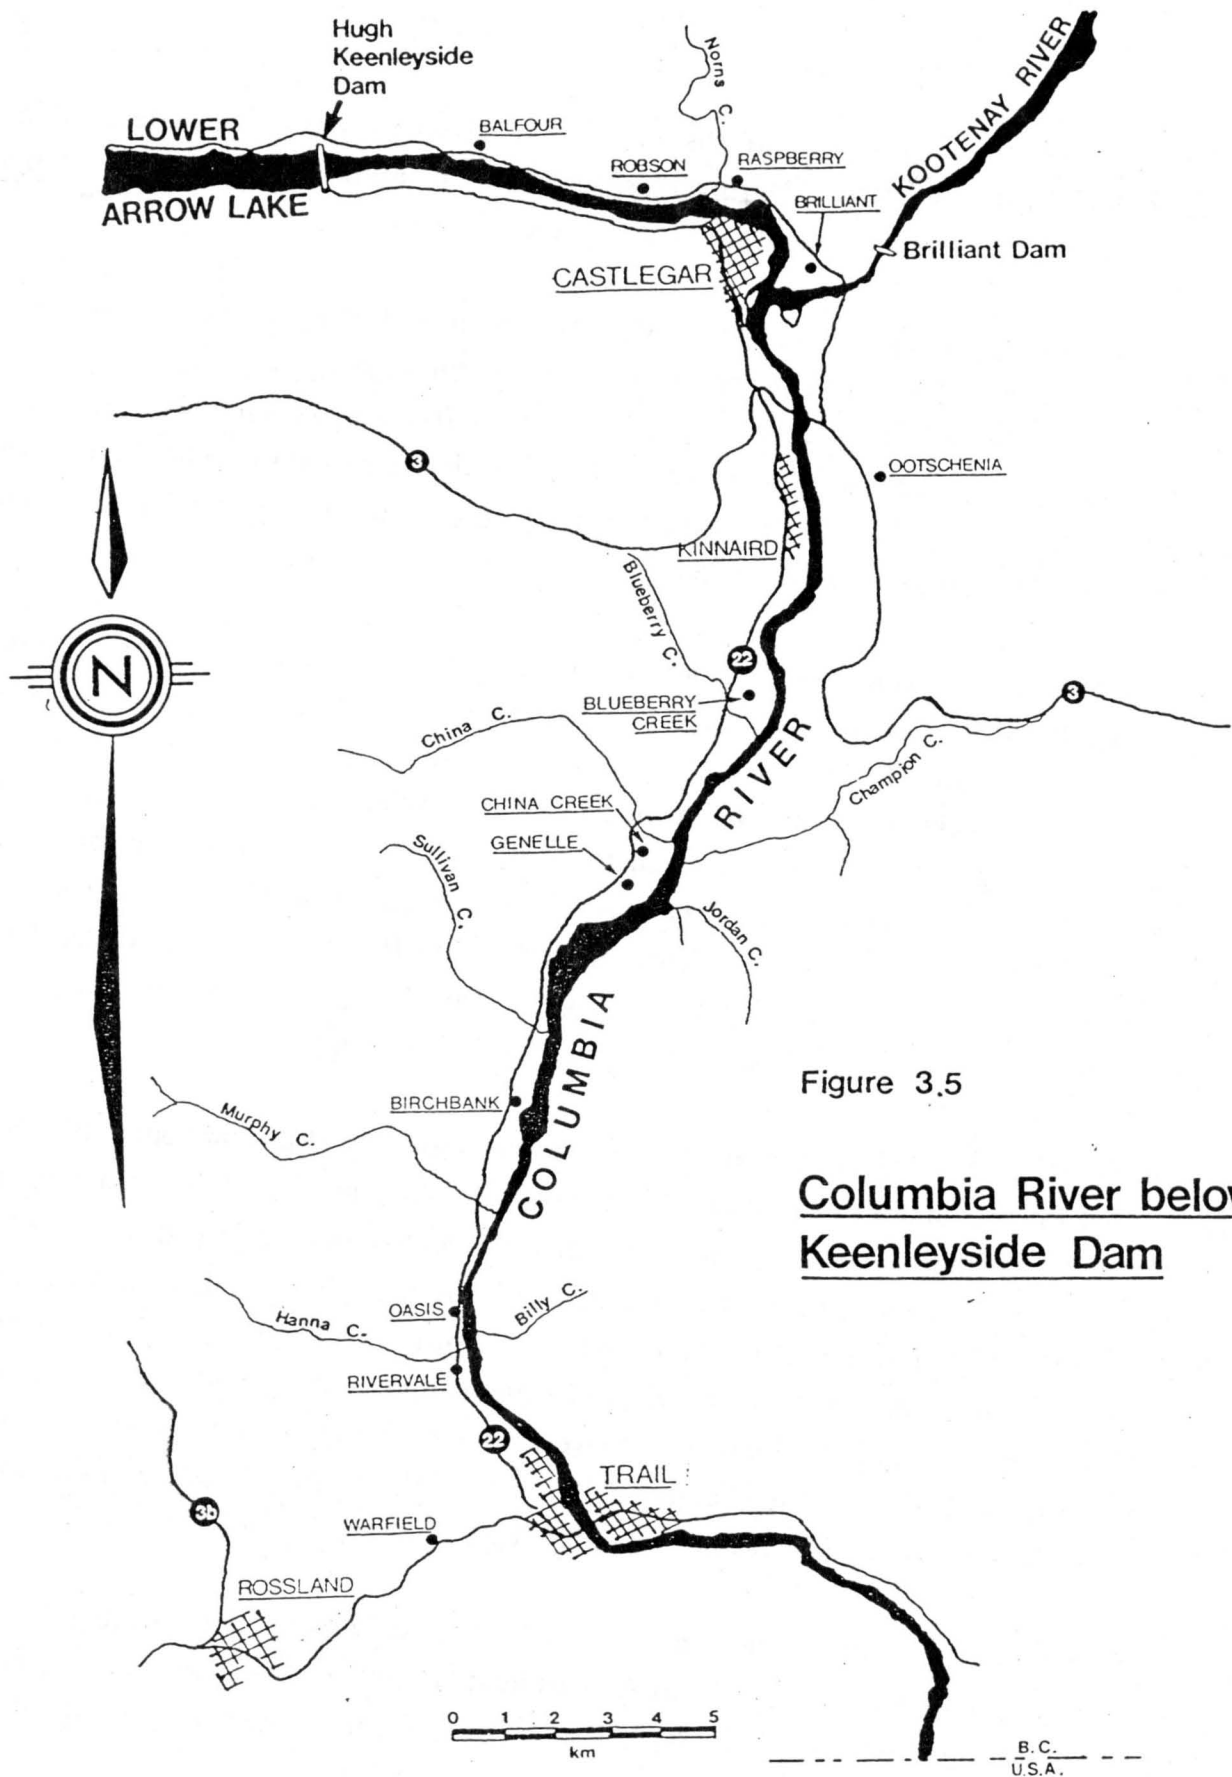 Hugh
Keenleyside
Dam
LOWER
ARROW LAKE
BALFOUR
ROBSON
Norns C.
RASPBERRY
BRILLIANT
KOOTENAY RIVER
Brilliant Dam
CASTLEGAR
3
OOTSCHENIA
KINNAIRD
Blueberry C.
N
22
BLUEBERRY
CREEK
3
China C.
RIVER
Champion C.
CHINA CREEK
GENELLE
Sullivan C.
Jordan C.
COLUMBIA
Figure 3.5
BIRCHBANK
Murphy C.
Columbia River belo
Keenleyside Dam
OASIS
Billy C.
Hanna C.
RIVERVALE
22
TRAIL
3b
WARFIELD
ROSSLAND
0 1 2 3 4 5
km
B.C.
U.S.A.